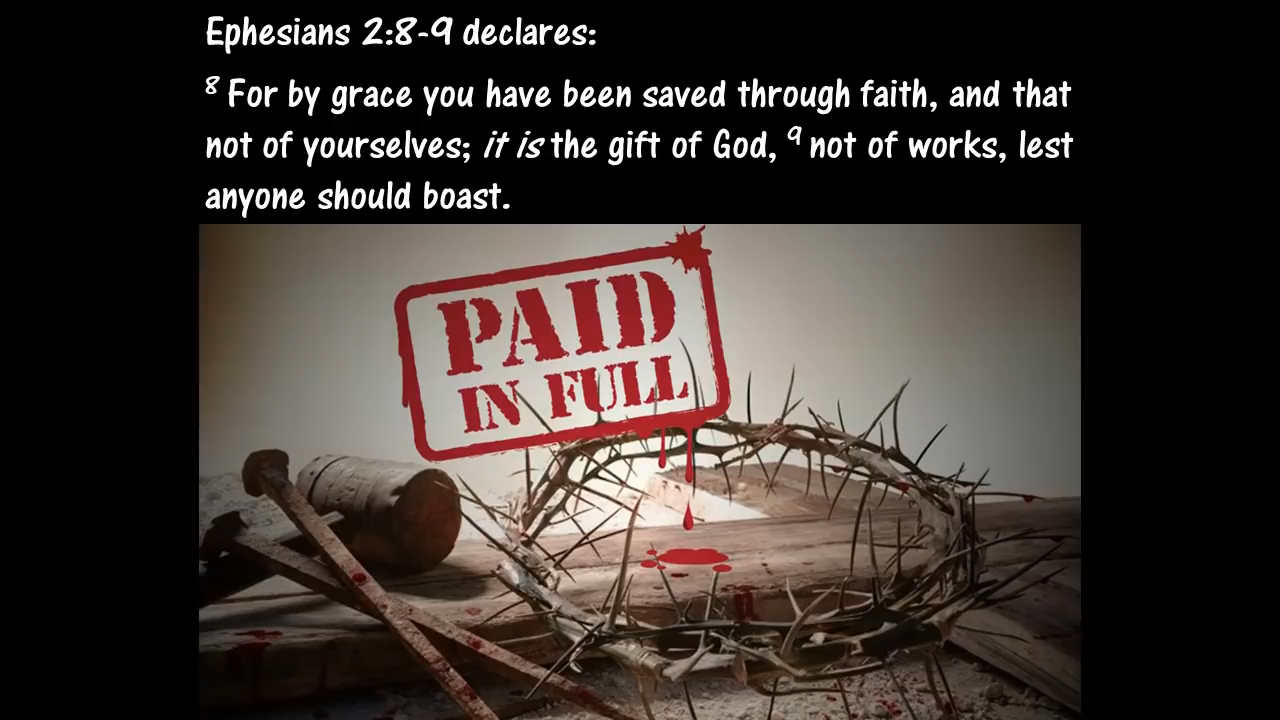 Ephesians 2:8-9 declares:
⁸ For by grace you have been saved through faith, and that
not of yourselves; it is the gift of God, ⁹ not of works, lest
anyone should boast.
PAID
IN FULL